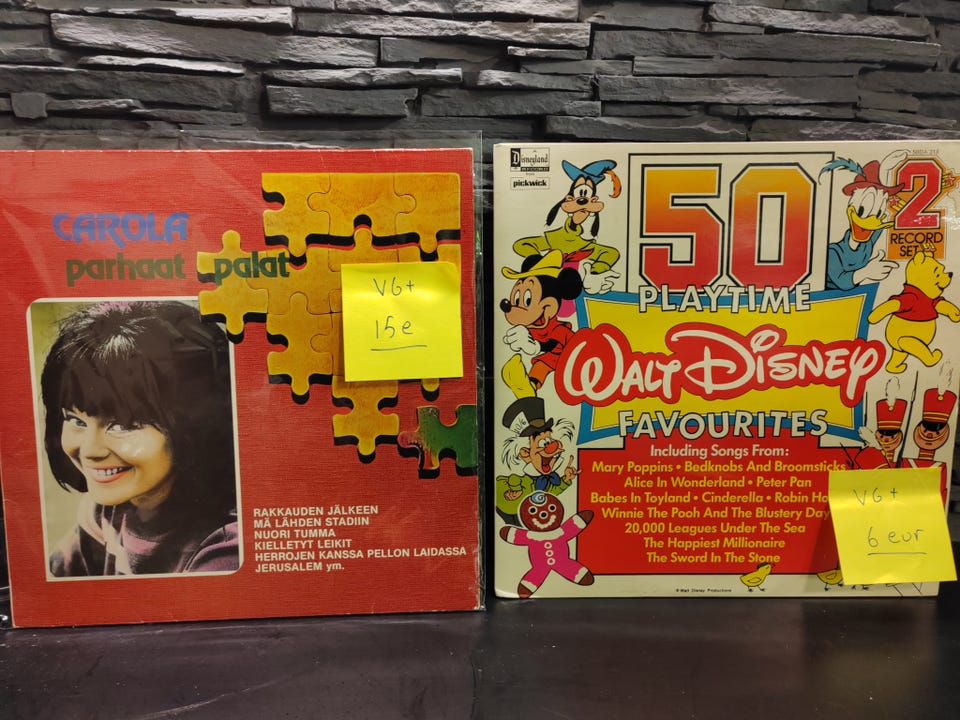 CAROLA
parhaat palat
VG+
15e
RAKKAUDEN JÄLKEEN
MÄ LÄHDEN STADIIN
NUORI TUMMA
KIELLETYT LEIKIT
HERROJEN KANSSA PELLON LAIDASSA
JERUSALEM ym.
Disneyland
pickwick
50
PLAYTIME
WALT DISNEY
FAVOURITES
2
RECORD
SET
Including Songs From:
Mary Poppins • Bedknobs And Broomsticks
Alice In Wonderland • Peter Pan
Babes In Toyland • Cinderella • Robin Ho
Winnie The Pooh And The Blustery Day
20,000 Leagues Under The Sea
The Happiest Millionaire
The Sword In The Stone
VG+
6 eur
© Walt Disney Productions